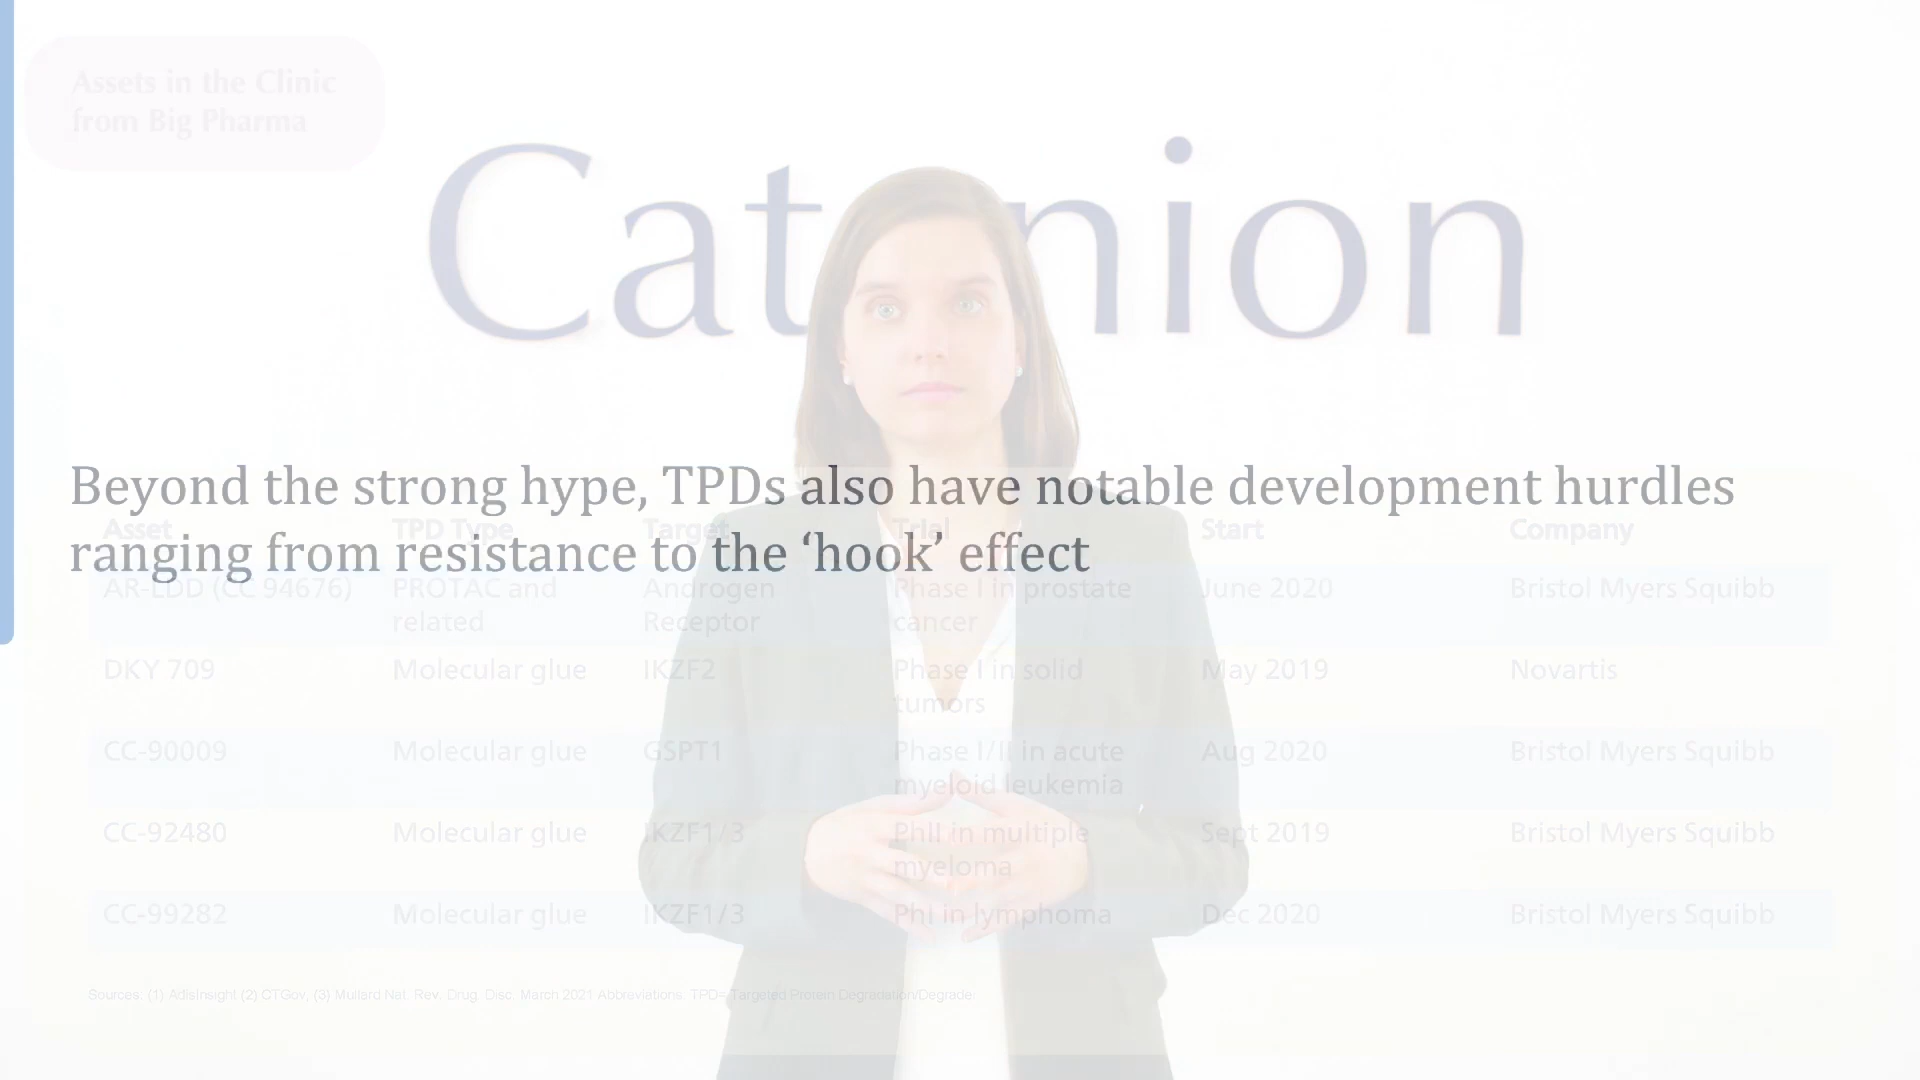 Assets in the Clinic
from Big Pharma
Cat nion
Beyond the strong hype, TPDs also have notable development hurdles
ranging from resistance to the ‘hook’ effect
Asset TPD Type Target Trial Start Company
AR-LDD (CC 94676) PROTAC and related Androgen Receptor Phase I in prostate cancer June 2020 Bristol Myers Squibb
DKY 709 Molecular glue IKZF2 Phase I in solid tumors May 2019 Novartis
CC-90009 Molecular glue GSPT1 Phase I/II in acute myeloid leukemia Aug 2020 Bristol Myers Squibb
CC-92480 Molecular glue IKZF1/3 PhII in multiple myeloma Sept 2019 Bristol Myers Squibb
CC-99282 Molecular glue IKZF1/3 PhI in lymphoma Dec 2020 Bristol Myers Squibb
Sources: (1) AdisInsight (2) CTGov, (3) Mullard Nat. Rev. Drug. Disc. March 2021 Abbreviations: TPD= Targeted Protein Degradation/Degrader